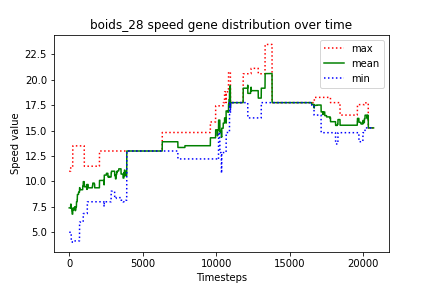 boids_28 speed gene distribution over time
max
mean
min
Speed value
22.5
20.0
17.5
15.0
12.5
10.0
7.5
5.0
0
5000
10000
15000
20000
Timesteps